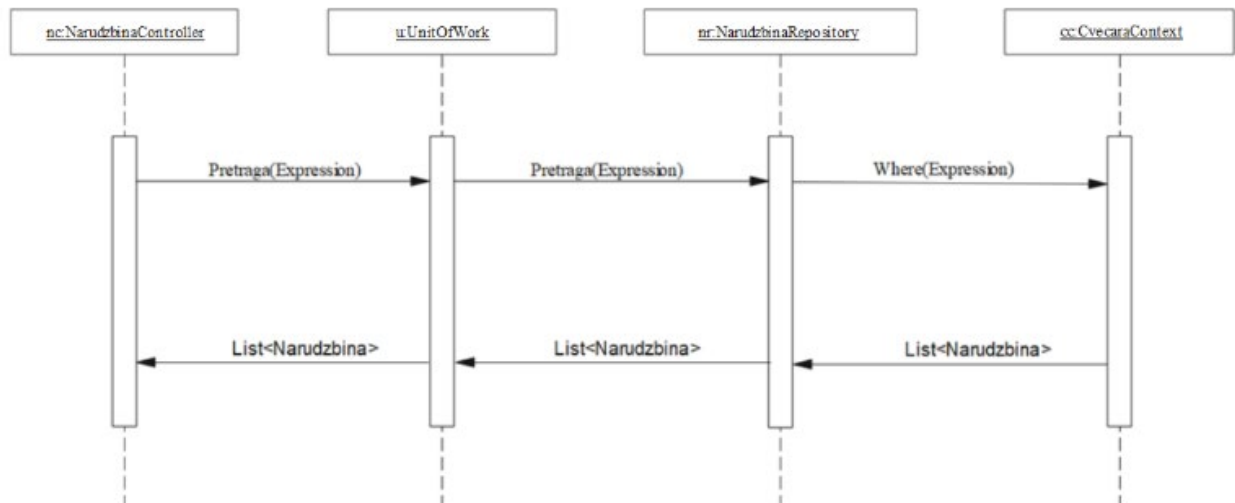 nc:NarudzbinaController
u:UnitOfWork
nr:NarudzbinaRepository
cc:CvecaraContext
Pretraga(Expression)
Pretraga(Expression)
Where(Expression)
List<Narudzbina>
List<Narudzbina>
List<Narudzbina>